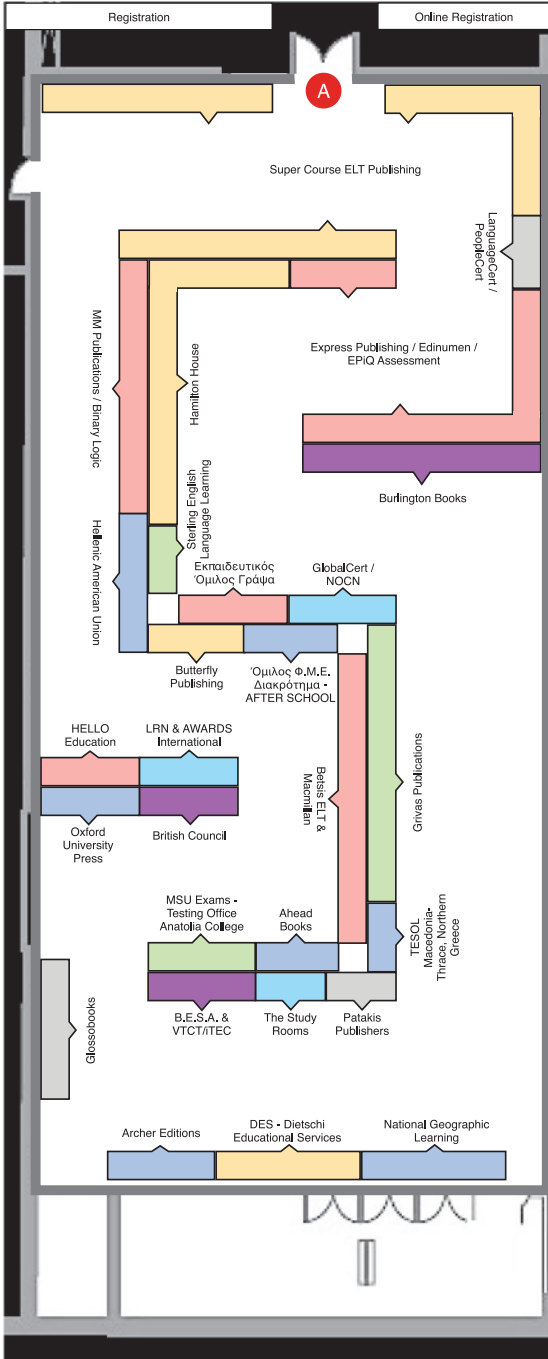 Registration
Online Registration
A
Super Course ELT Publishing
LanguageCert /
PeopleCert
MM Publications / Binary Logic
Hamilton House
Express Publishing / Edinumen /
EPiQ Assessment
Burlington Books
Hellenic American Union
Sterling English
Language Learning
Εκπαιδευτικός
Όμιλος Γράψα
GlobalCert /
NOCN
Butterfly
Publishing
Όμιλος Φ.Μ.Ε.
Διακρότημα -
AFTER SCHOOL
HELLO
Education
LRN & AWARDS
International
Betsis ELT &
Macmillan
Grivas Publications
Oxford
University
Press
British Council
MSU Exams -
Testing Office
Anatolia College
Ahead
Books
TESOL
Macedonia-
Thrace, Northern
Greece
Glossobooks
B.E.S.A. &
VTCT/iTEC
The Study
Rooms
Patakis
Publishers
Archer Editions
DES - Dietschi
Educational Services
National Geographic
Learning